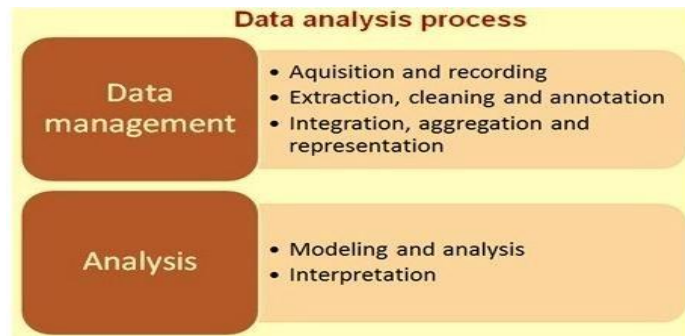 Data analysis process
Data
management
• Aquisition and recording
• Extraction, cleaning and annotation
• Integration, aggregation and
representation
Analysis
• Modeling and analysis
• Interpretation